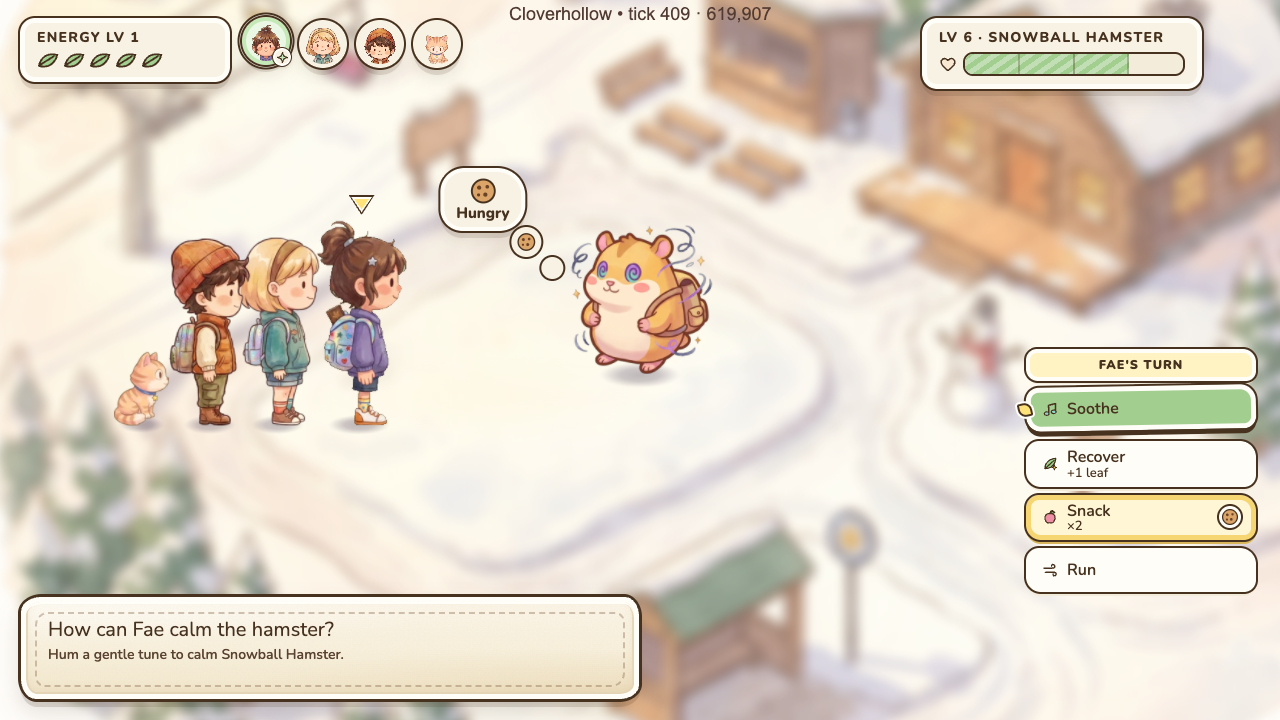 Cloverhollow • tick 409 · 619,907
ENERGY LV 1
LV 6 · SNOWBALL HAMSTER
Hungry
FAE'S TURN
Soothe
Recover
+1 leaf
Snack
×2
Run
How can Fae calm the hamster?
Hum a gentle tune to calm Snowball Hamster.